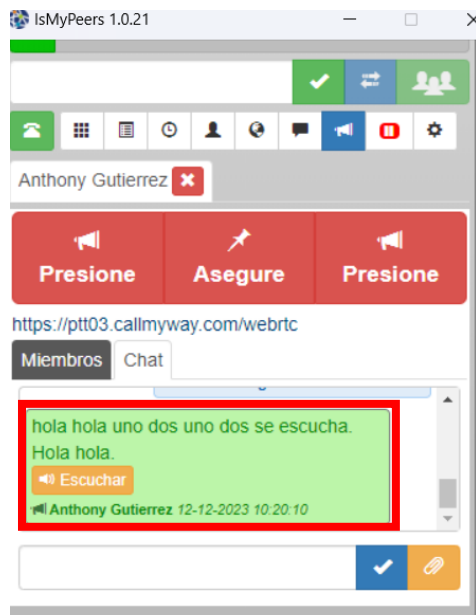 IsMyPeers 1.0.21
Anthony Gutierrez
Presione
Asegure
Presione
https://ptt03.callmyway.com/webrtc
Miembros
Chat
hola hola uno dos uno dos se escucha.
Hola hola.
Escuchar
Anthony Gutierrez 12-12-2023 10:20:10